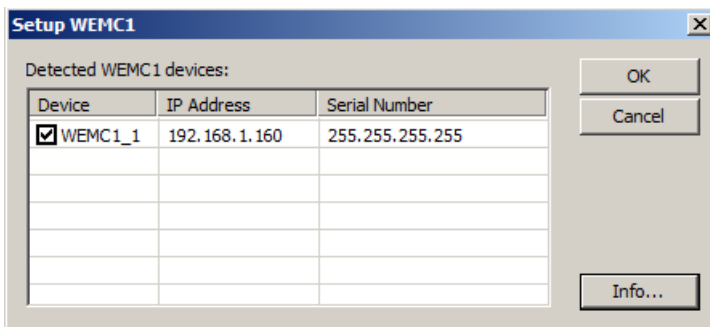 Setup WEMC1
Detected WEMC1 devices:
OK
Device IP Address Serial Number
Cancel
WEMC1_1 192.168.1.160 255.255.255.255
Info...